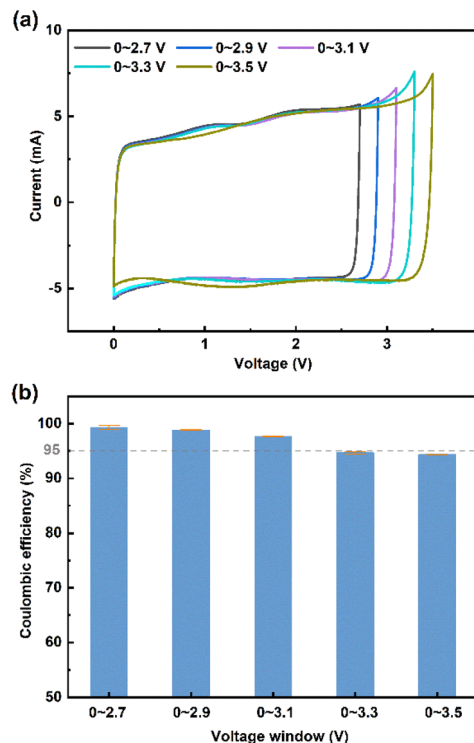 (a)
0~2.7 V 0~2.9 V 0~3.1 V
0~3.3 V 0~3.5 V
10
5
0
-5
Current (mA)
0 1 2 3
Voltage (V)
(b)
100
95
90
80
70
60
50
Coulombic efficiency (%)
0~2.7 0~2.9 0~3.1 0~3.3 0~3.5
Voltage window (V)